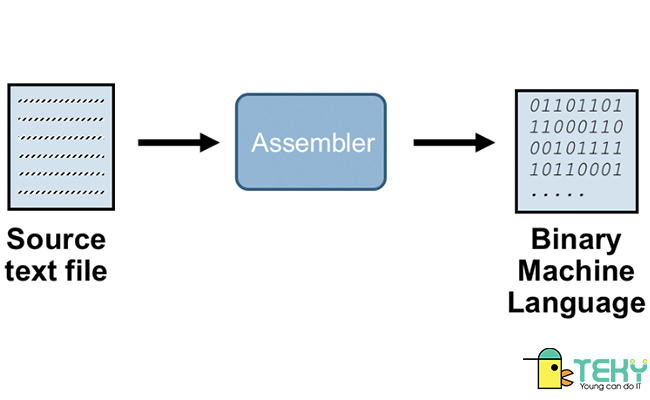 Source
text file
Assembler
01101101
11000110
00101111
10110001
.....
Binary
Machine
Language
TEKY
Young can do IT